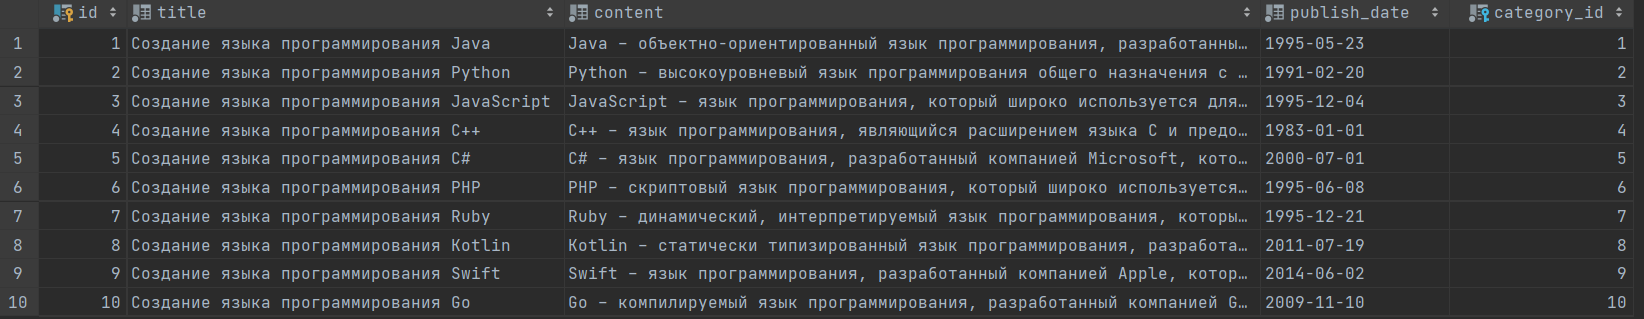 id title content publish_date category_id
1 1 Создание языка программирования Java Java – объектно-ориентированный язык программирования, разработанны… 1995-05-23 1
2 2 Создание языка программирования Python Python – высокоуровневый язык программирования общего назначения с … 1991-02-20 2
3 3 Создание языка программирования JavaScript JavaScript – язык программирования, который широко используется для… 1995-12-04 3
4 4 Создание языка программирования C++ C++ – язык программирования, являющийся расширением языка C и предо… 1983-01-01 4
5 5 Создание языка программирования C# C# – язык программирования, разработанный компанией Microsoft, кото… 2000-07-01 5
6 6 Создание языка программирования PHP PHP – скриптовый язык программирования, который широко используется… 1995-06-08 6
7 7 Создание языка программирования Ruby Ruby – динамический, интерпретируемый язык программирования, которы… 1995-12-21 7
8 8 Создание языка программирования Kotlin Kotlin – статически типизированный язык программирования, разработа… 2011-07-19 8
9 9 Создание языка программирования Swift Swift – язык программирования, разработанный компанией Apple, котор… 2014-06-02 9
10 10 Создание языка программирования Go Go – компилируемый язык программирования, разработанный компанией G… 2009-11-10 10